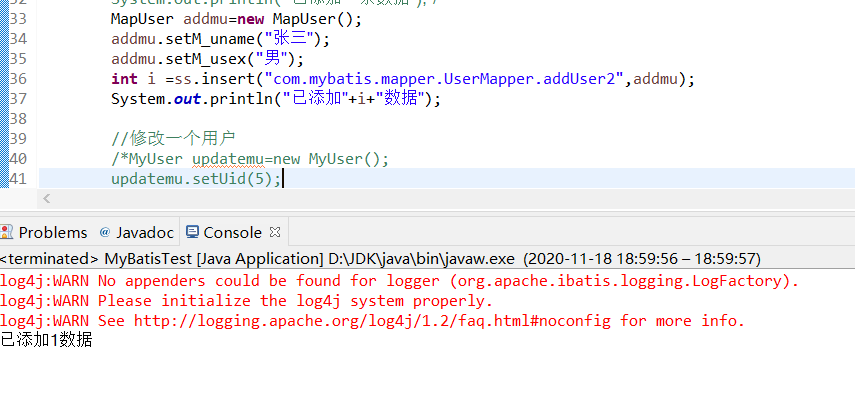 33 MapUser addmu=new MapUser();
34 addmu.setM_uname("张三");
35 addmu.setM_usex("男");
36 int i =ss.insert("com.mybatis.mapper.UserMapper.addUser2",addmu);
37 System.out.println("已添加"+i+"数据");
38
39 //修改一个用户
40 /*MyUser updatemu=new MyUser();
41 updatemu.setUid(5);
Problems @ Javadoc Console
<terminated> MyBatisTest [Java Application] D:\JDK\java\bin\javaw.exe (2020-11-18 18:59:56 – 18:59:57)
log4j:WARN No appenders could be found for logger (org.apache.ibatis.logging.LogFactory).
log4j:WARN Please initialize the log4j system properly.
log4j:WARN See http://logging.apache.org/log4j/1.2/faq.html#noconfig for more info.
已添加1数据